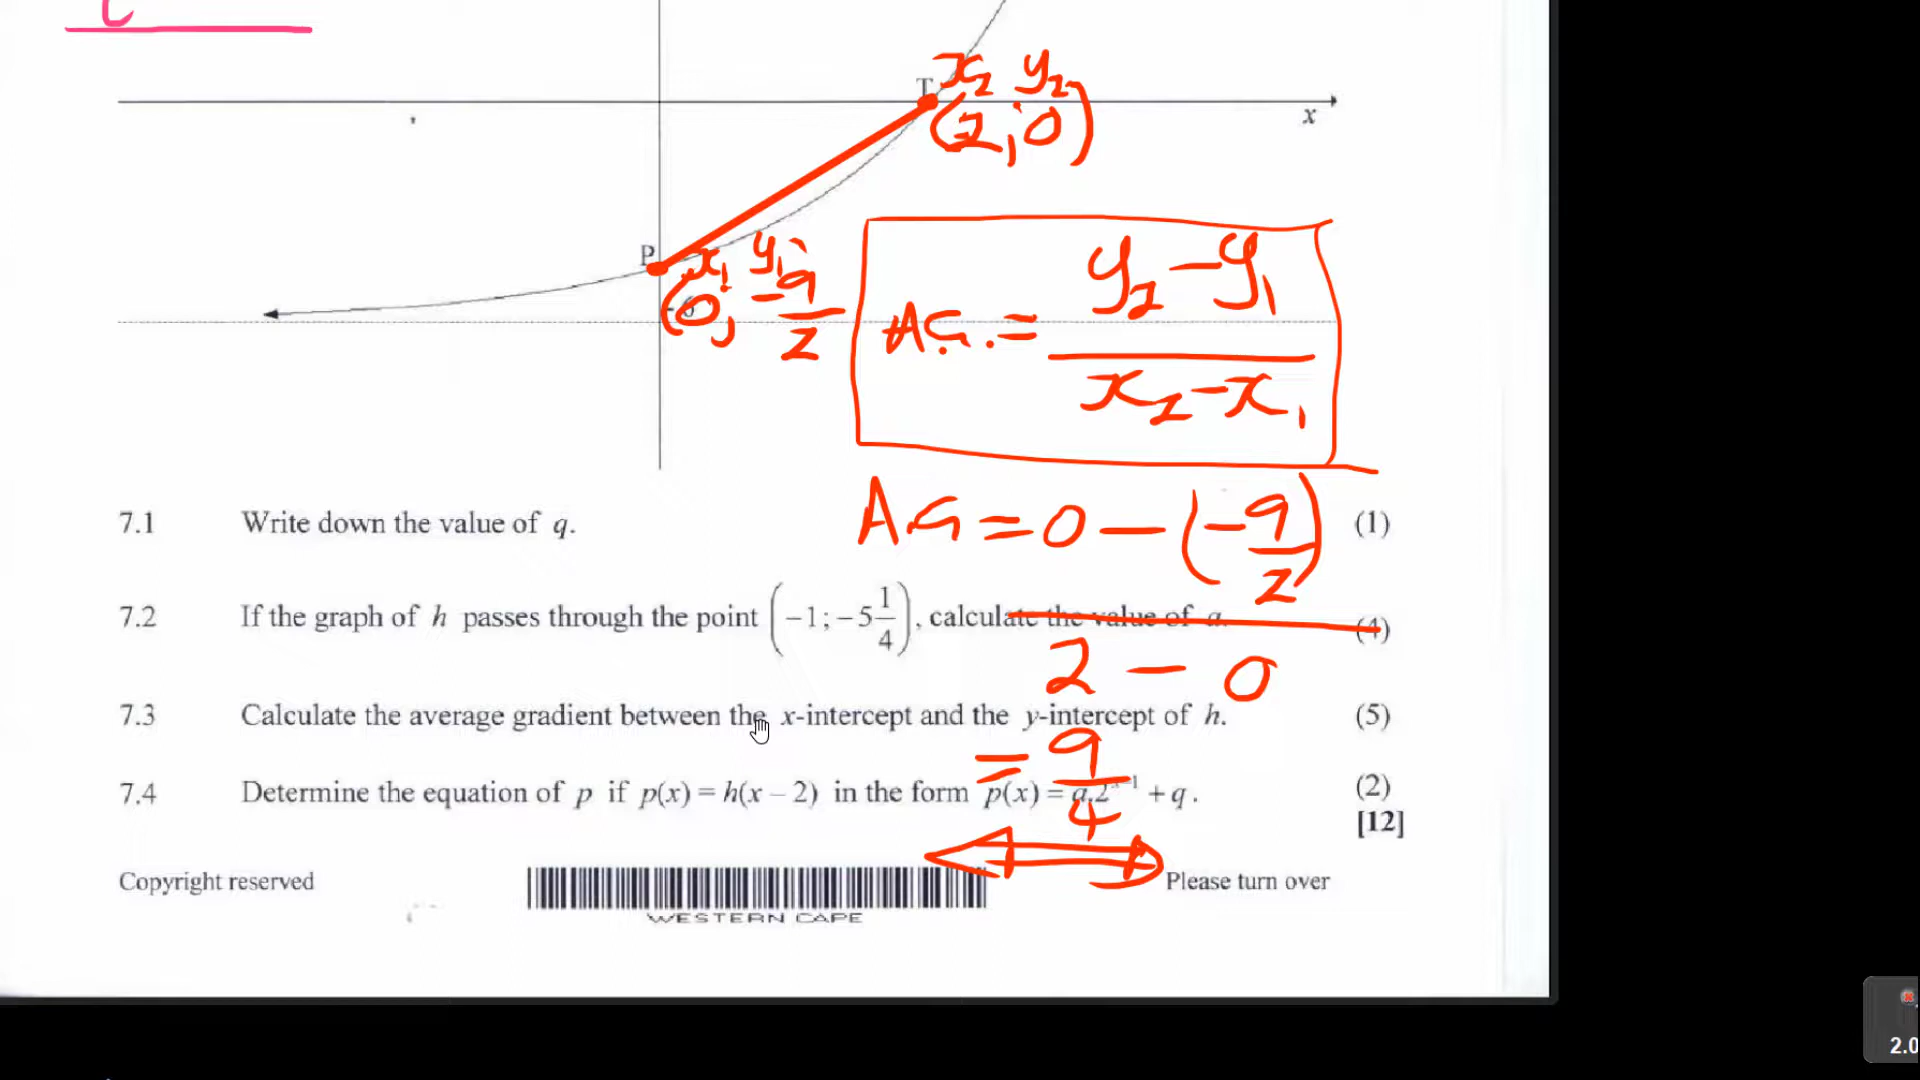 x₂ y₂
T
(2; 0)
x
P
x₁ y₁
(0; -9/2)
-6
A.G. = (y₂ - y₁)/(x₂ - x₁)
AG = (0 - (-9/2))/(2 - 0)
= 9/4
7.1 Write down the value of q. (1)
7.2 If the graph of h passes through the point (-1; -5 1/4), calculate the value of a. (4)
7.3 Calculate the average gradient between the x-intercept and the y-intercept of h. (5)
7.4 Determine the equation of p if p(x) = h(x – 2) in the form p(x) = a.2⁻¹ + q. (2)
[12]
Copyright reserved
Please turn over
WESTERN CAPE
2.0